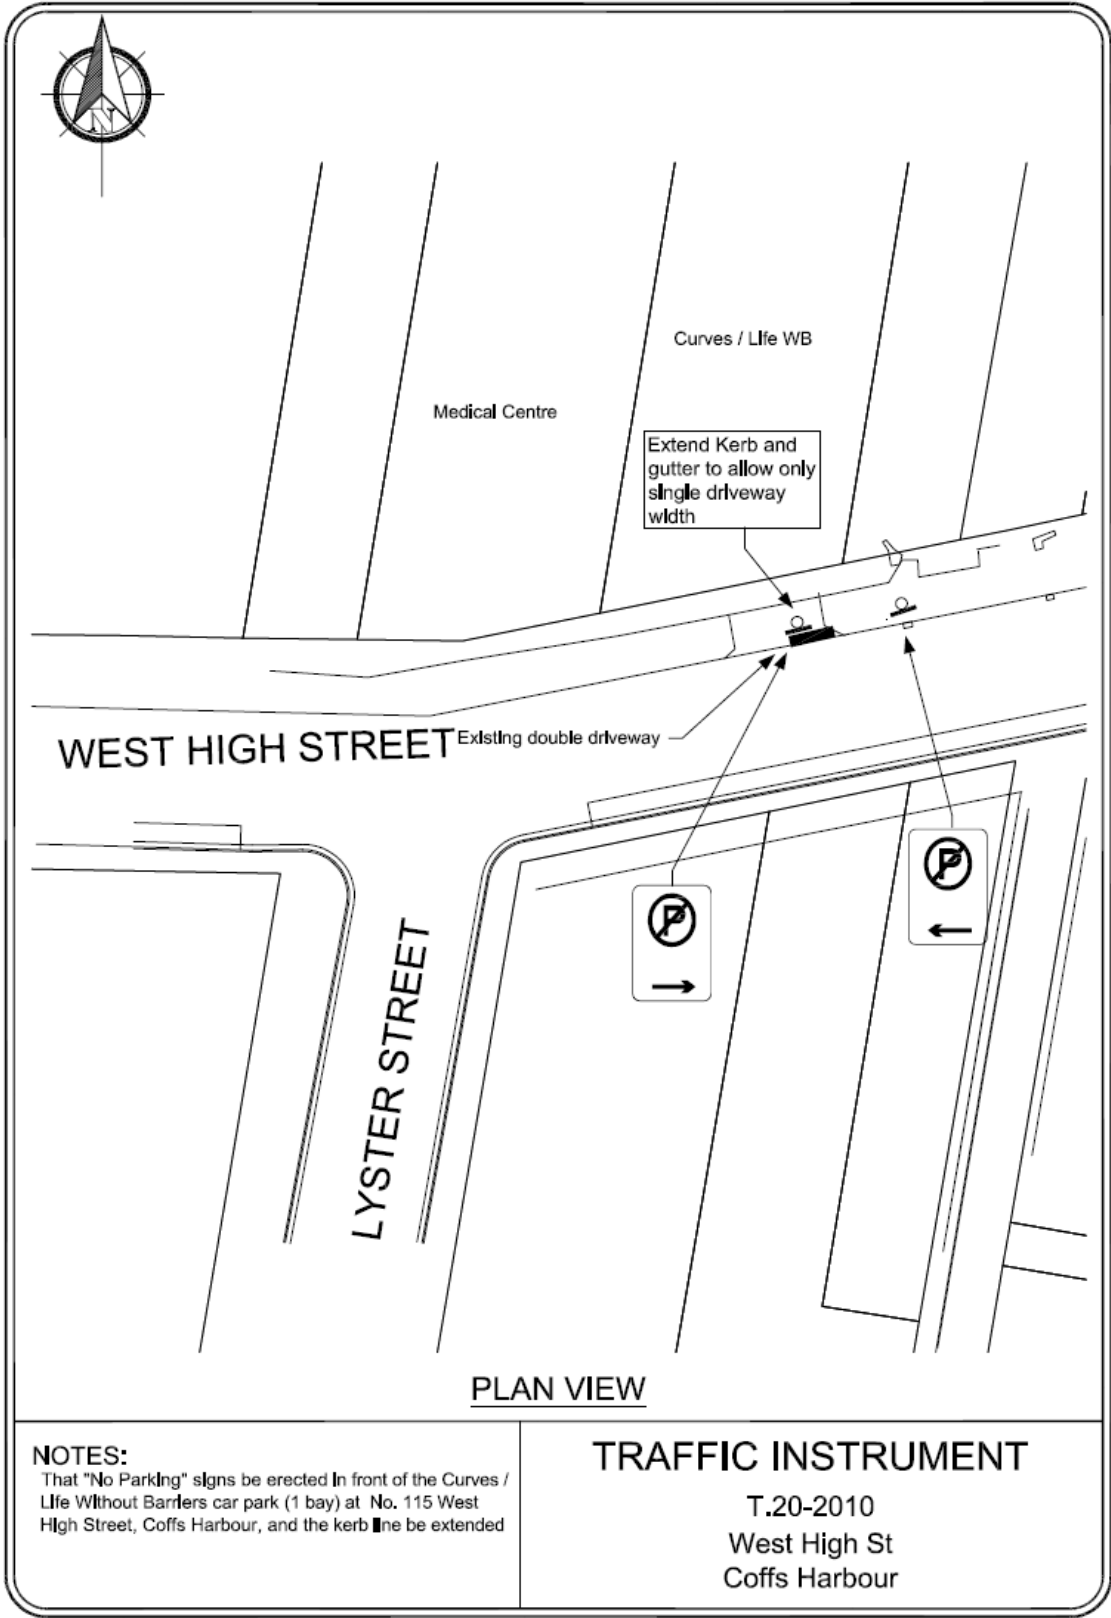 N
Curves / Life WB
Medical Centre
Extend Kerb and
gutter to allow only
single driveway
width
WEST HIGH STREET
Existing double driveway
P
P
LYSTER STREET
PLAN VIEW
NOTES:
That "No Parking" signs be erected in front of the Curves /
Life Without Barriers car park (1 bay) at No. 115 West
High Street, Coffs Harbour, and the kerb line be extended
TRAFFIC INSTRUMENT
T.20-2010
West High St
Coffs Harbour